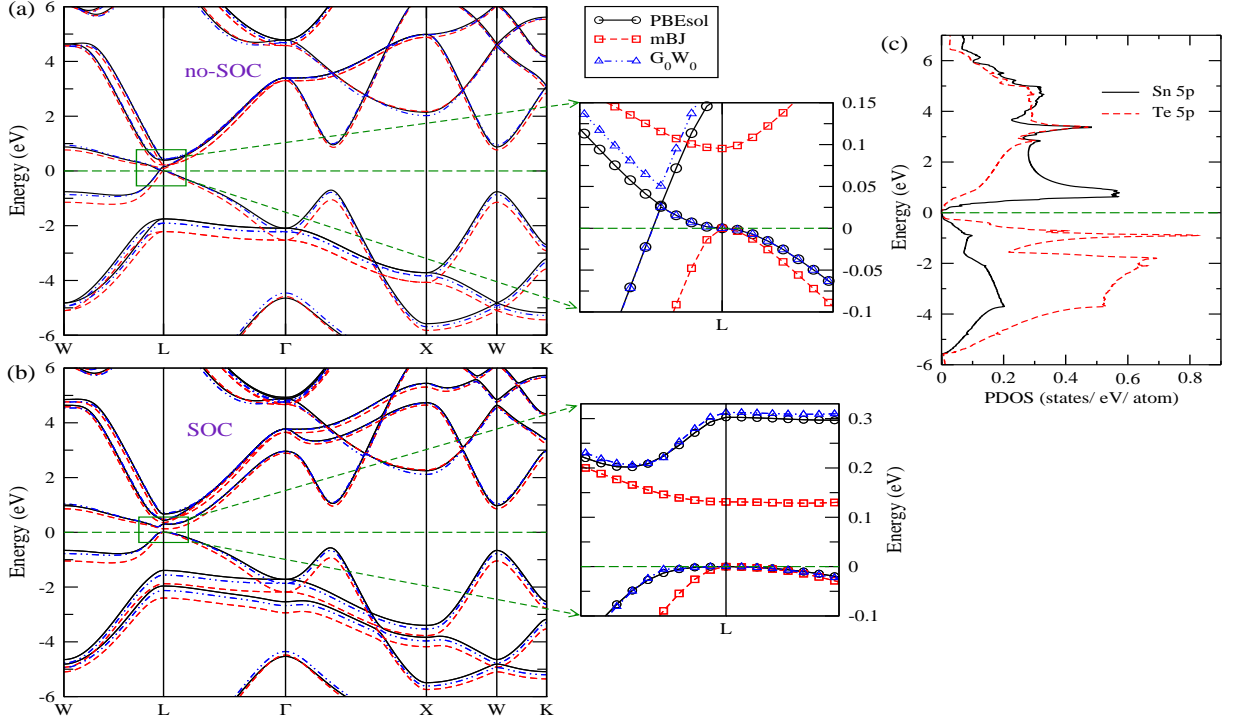 (a)
6
4
2
0
-2
-4
-6
Energy (eV)
no-SOC
W
L
Γ
X
W
K
PBEsol
mBJ
G0W0
0.15
0.1
0.05
0
-0.05
-0.1
Energy (eV)
L
(b)
6
4
2
0
-2
-4
-6
Energy (eV)
SOC
W
L
Γ
X
W
K
0.3
0.2
0.1
0
-0.1
Energy (eV)
L
(c)
6
4
2
0
-2
-4
-6
Energy (eV)
Sn 5p
Te 5p
0
0.2
0.4
0.6
0.8
PDOS (states/ eV/ atom)